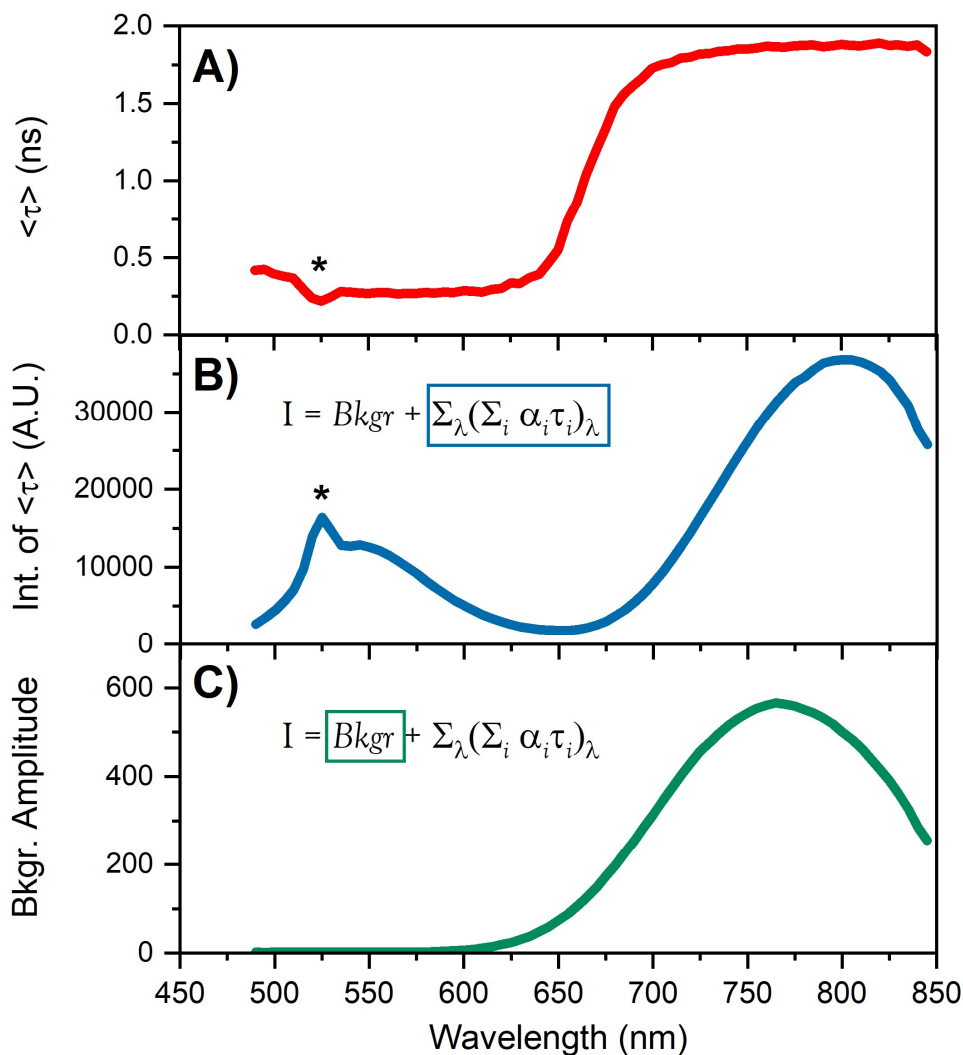 A)
<τ> (ns)
2.0
1.5
1.0
0.5
0.0
*
B)
Int. of <τ> (A.U.)
I = Bkgr + Σλ(Σi αiτi)λ
30000
20000
10000
0
*
C)
Bkgr. Amplitude
I = Bkgr + Σλ(Σi αiτi)λ
600
400
200
0
450 500 550 600 650 700 750 800 850
Wavelength (nm)